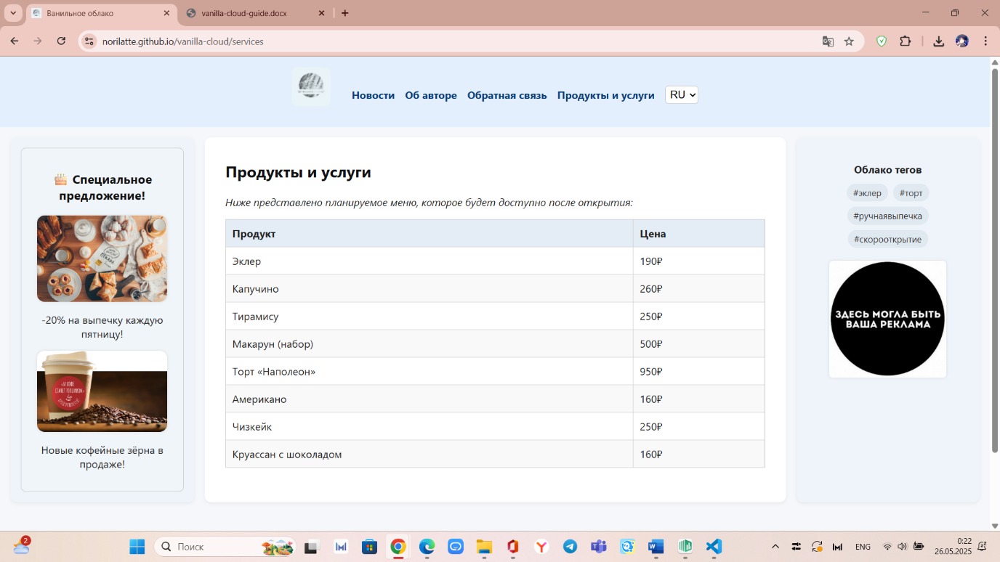 Ванильное облако
vanilla-cloud-guide.docx
norilatte.github.io/vanilla-cloud/services
Новости Об авторе Обратная связь Продукты и услуги RU
Специальное
предложение!
-20% на выпечку каждую
пятницу!
Новые кофейные зёрна в
продаже!
Продукты и услуги
Ниже представлено планируемое меню, которое будет доступно после открытия:
Продукт Цена
Эклер 190₽
Капучино 260₽
Тирамису 250₽
Макарун (набор) 500₽
Торт «Наполеон» 950₽
Американо 160₽
Чизкейк 250₽
Круассан с шоколадом 160₽
Облако тегов
#эклер #торт
#ручнаявыпечка
#скорооткрытие
ЗДЕСЬ МОГЛА БЫТЬ
ВАША РЕКЛАМА
2
Поиск
ENG
0:22
26.05.2025